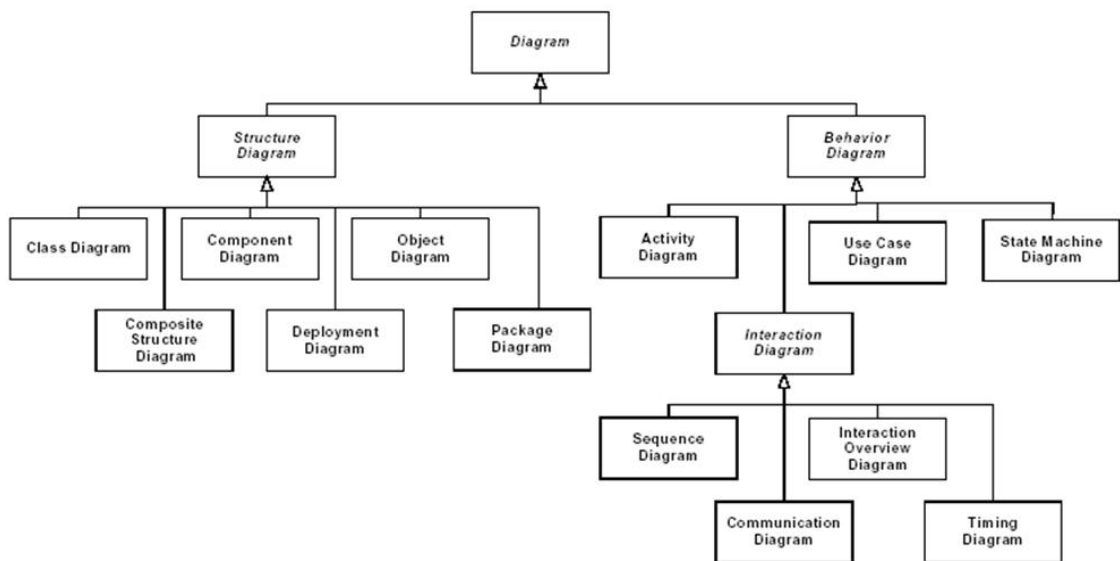 Diagram
Structure
Diagram
Behavior
Diagram
Class Diagram
Component
Diagram
Object
Diagram
Activity
Diagram
Use Case
Diagram
State Machine
Diagram
Composite
Structure
Diagram
Deployment
Diagram
Package
Diagram
Interaction
Diagram
Sequence
Diagram
Interaction
Overview
Diagram
Communication
Diagram
Timing
Diagram